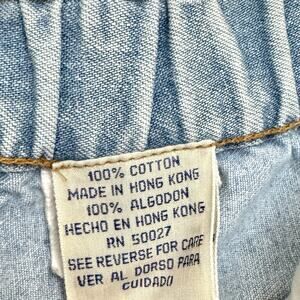 100% COTTON
MADE IN HONG KONG
100% ALGODON
HECHO EN HONG KONG
RN 50027
SEE REVERSE FOR CARE
VER AL DORSO PARA
CUIDADO